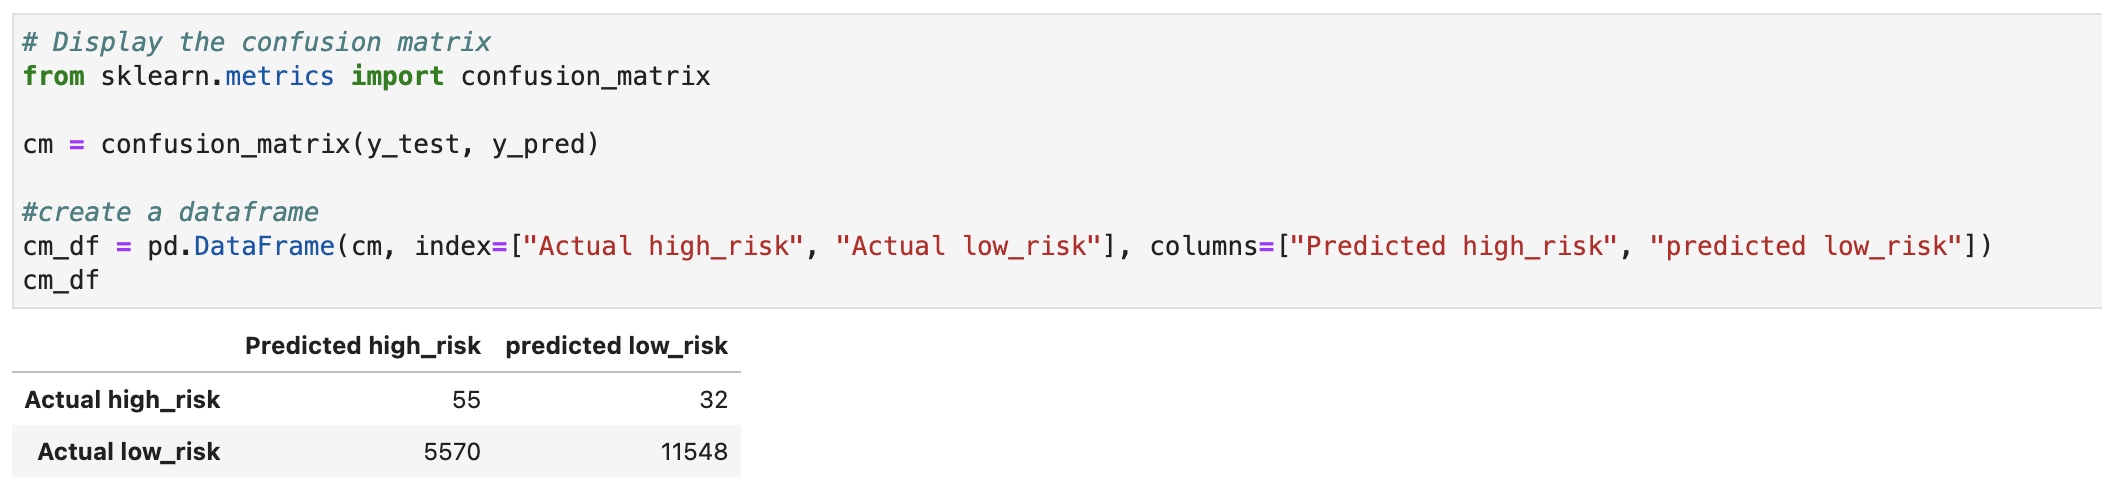 # Display the confusion matrix
from sklearn.metrics import confusion_matrix
cm = confusion_matrix(y_test, y_pred)
#create a dataframe
cm_df = pd.DataFrame(cm, index=["Actual high_risk", "Actual low_risk"], columns=["Predicted high_risk", "predicted low_risk"])
cm_df
Predicted high_risk predicted low_risk
Actual high_risk 55 32
Actual low_risk 5570 11548